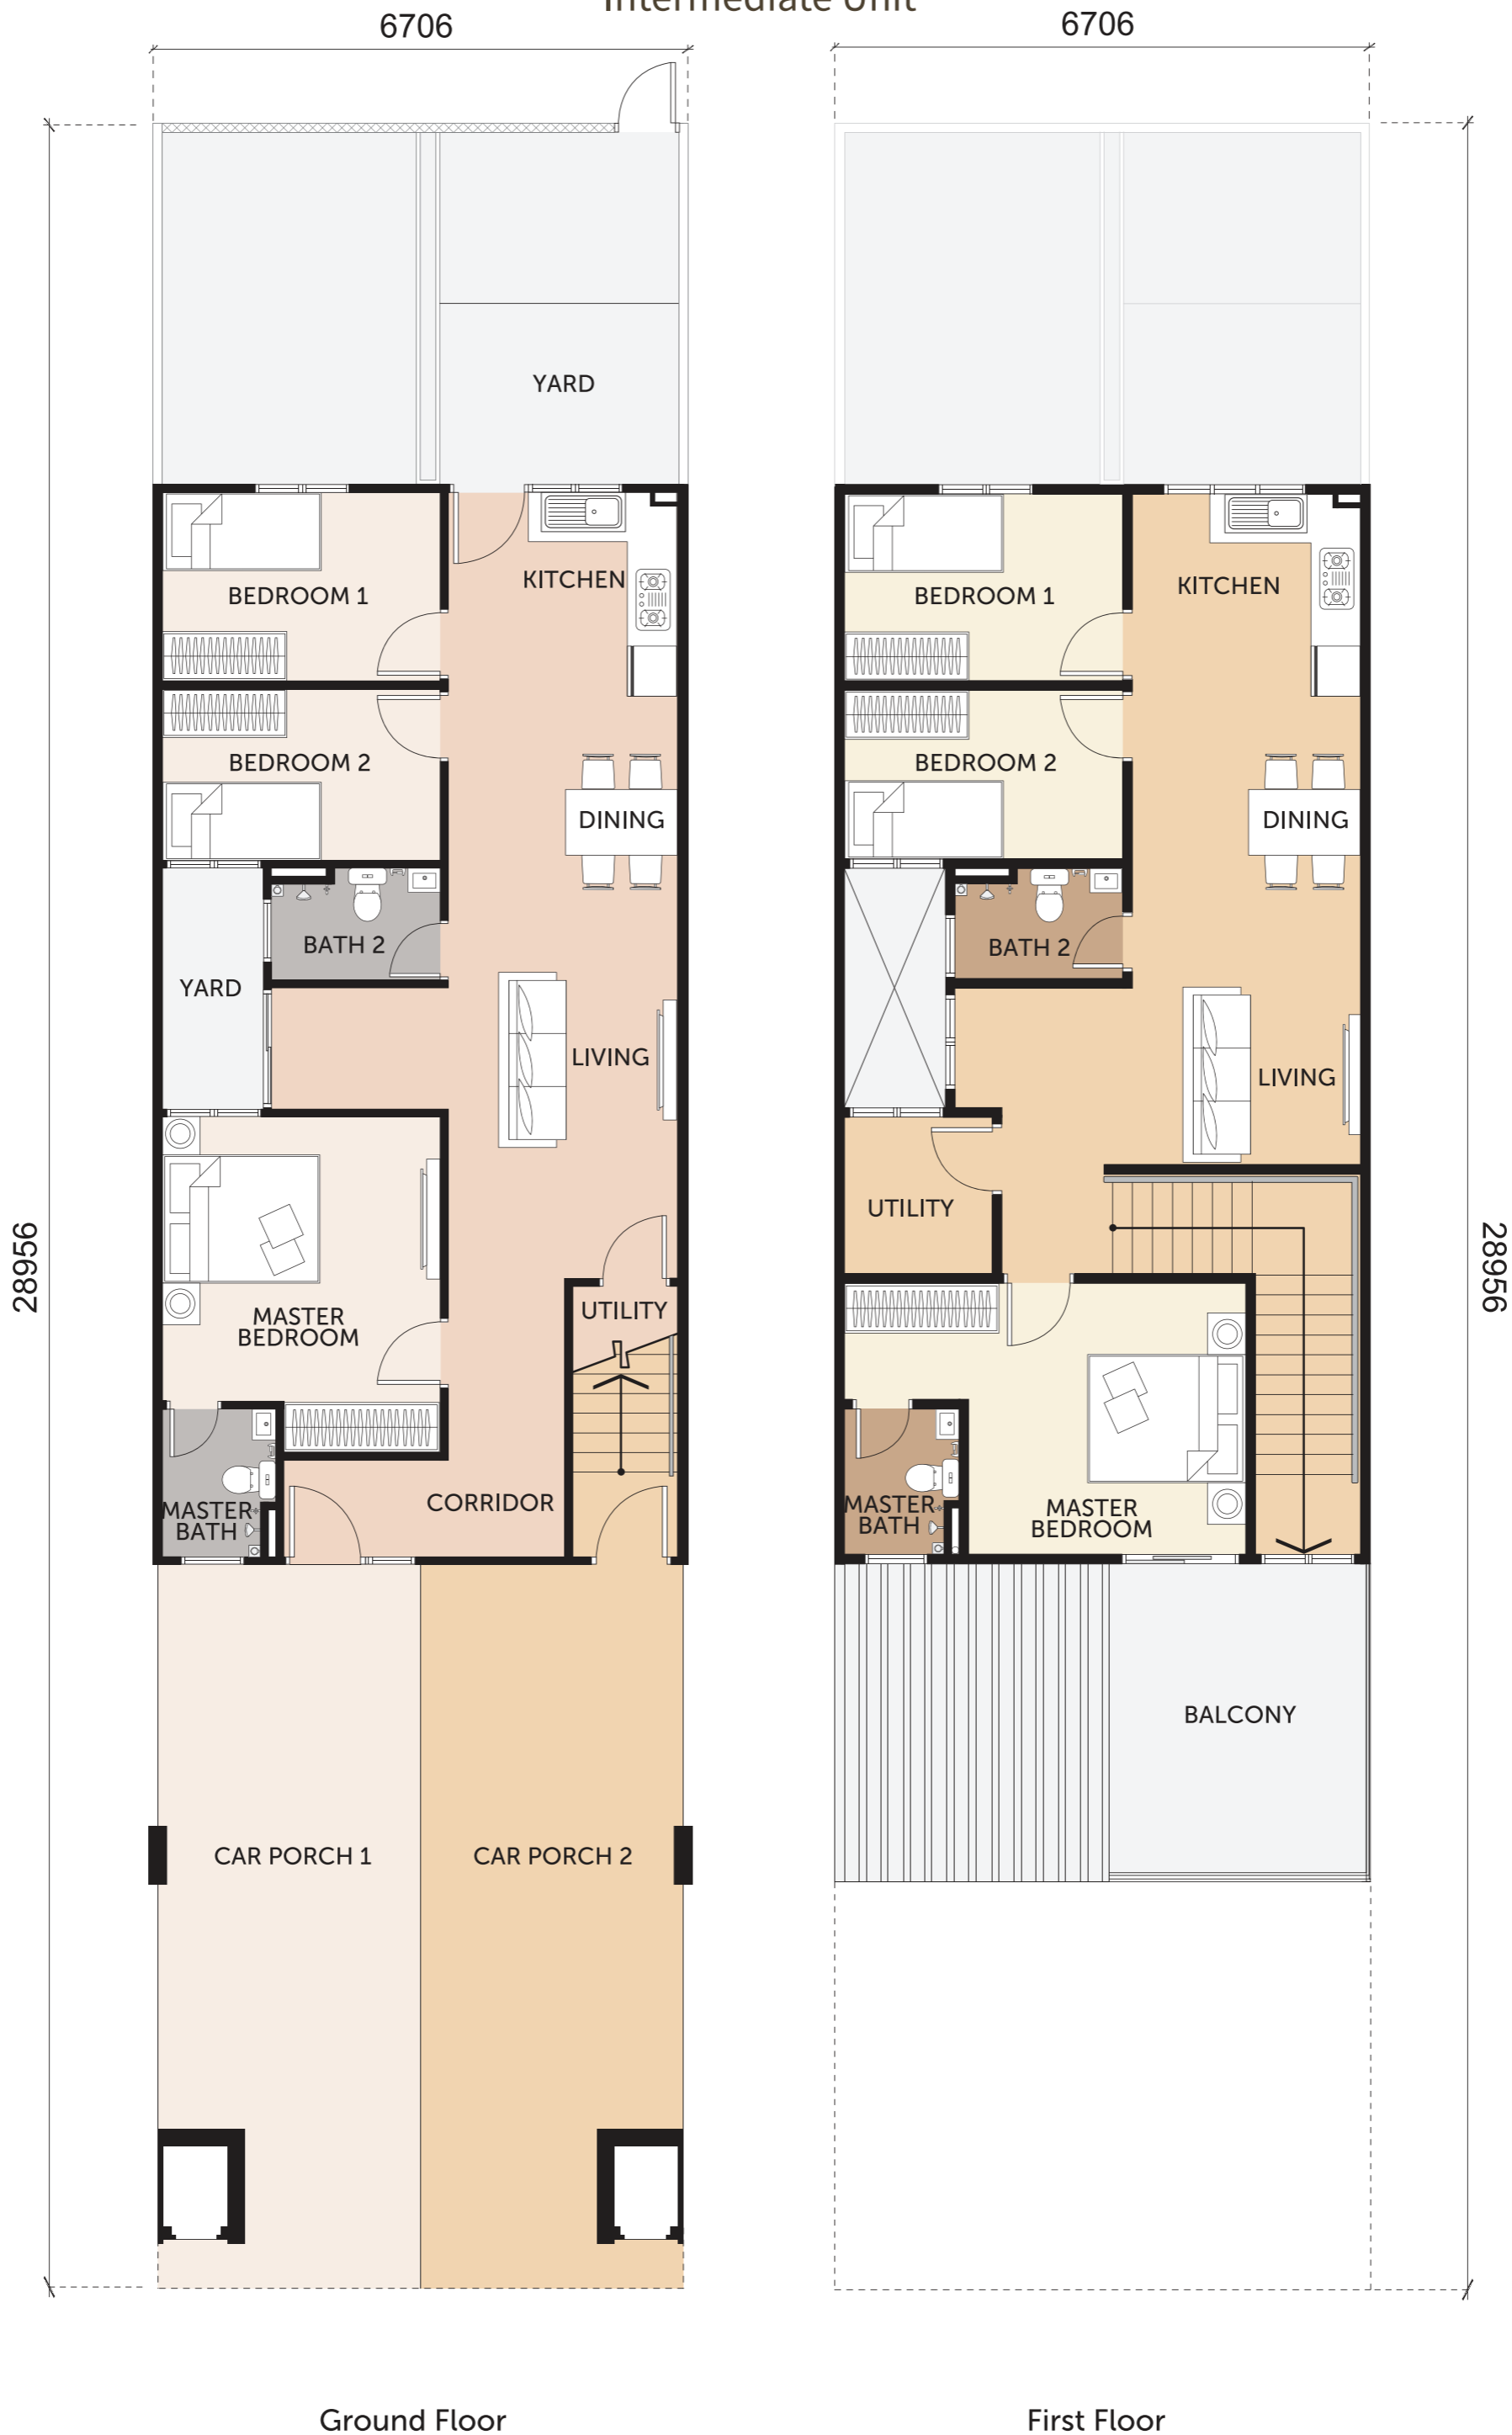 Intermediate Unit
6706
6706
28956
28956
YARD
BEDROOM 1
KITCHEN
BEDROOM 2
DINING
BATH 2
YARD
LIVING
MASTER
BEDROOM
UTILITY
MASTER
BATH
CORRIDOR
CAR PORCH 1
CAR PORCH 2
Ground Floor
BEDROOM 1
KITCHEN
BEDROOM 2
DINING
BATH 2
LIVING
UTILITY
MASTER
BATH
MASTER
BEDROOM
BALCONY
First Floor